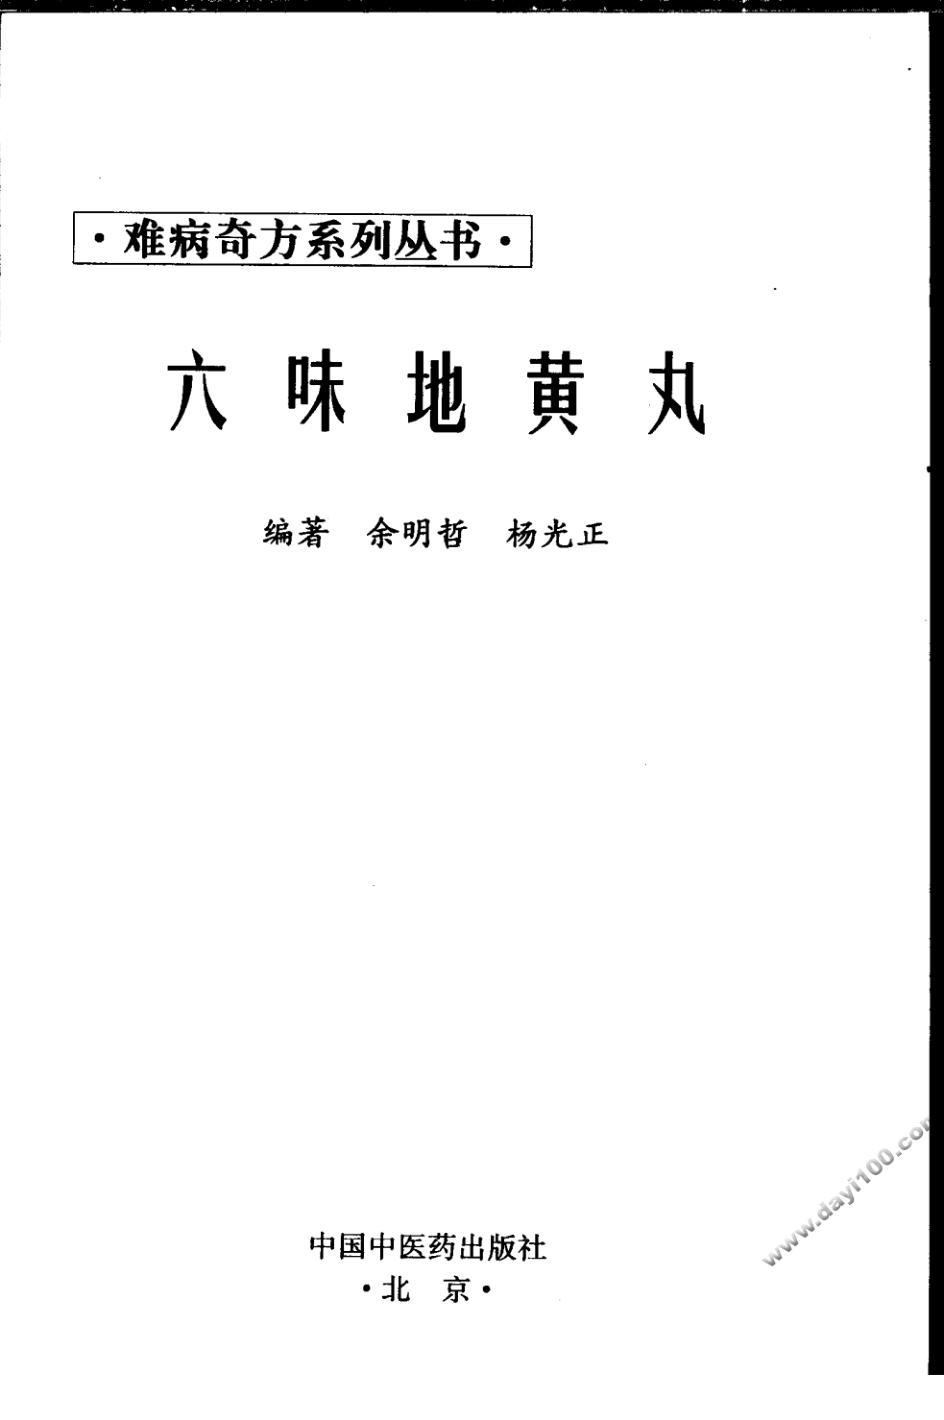 ·难病奇方系列丛书·
六味地黄丸
编著 余明哲 杨光正
www.dayi100.com
中国中医药出版社
·北 京·